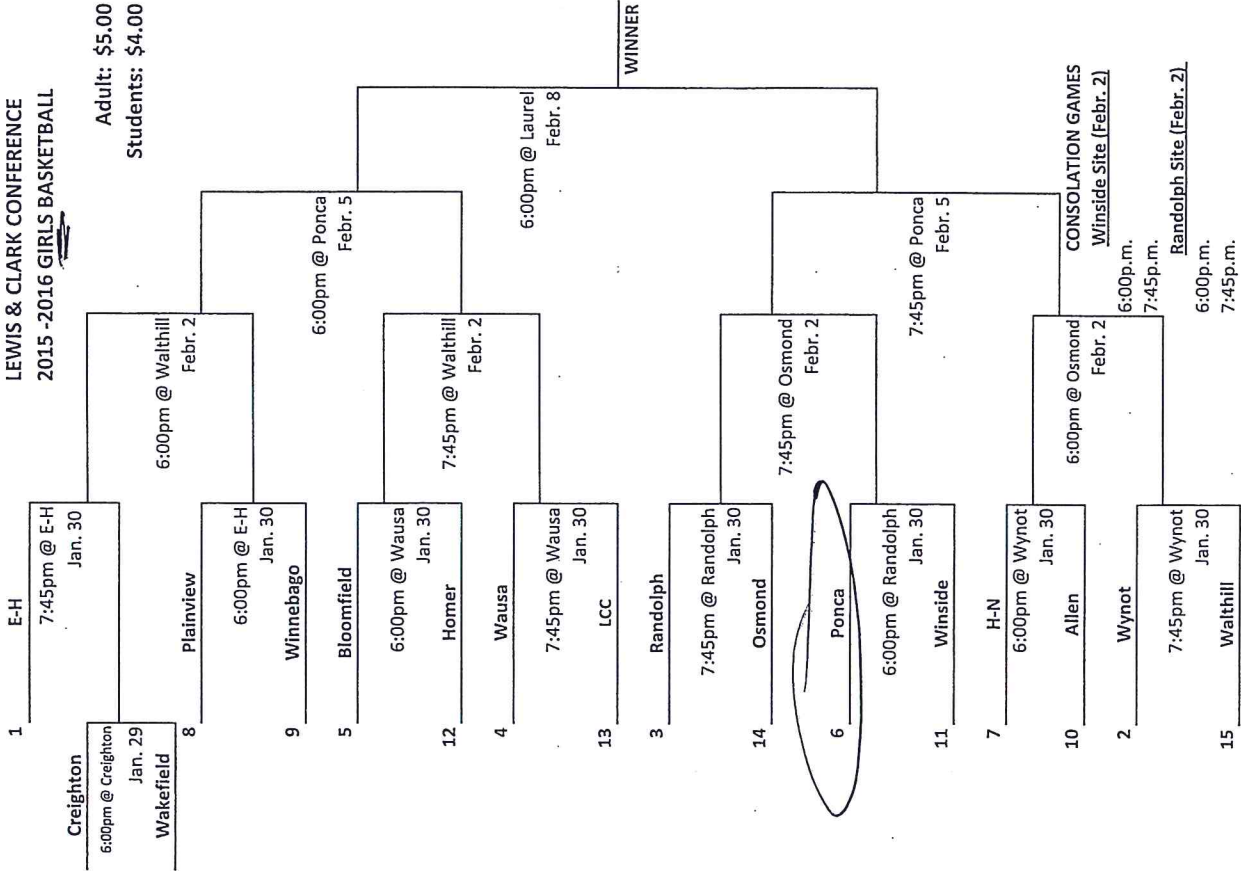 LEWIS & CLARK CONFERENCE
2015 -2016 GIRLS BASKETBALL
Adult: $5.00
Students: $4.00
Creighton
6:00pm @ Creighton
Jan. 29
Wakefield
1 E-H
7:45pm @ E-H
Jan. 30
8 Plainview
6:00pm @ E-H
Jan. 30
9 Winnebago
5 Bloomfield
6:00pm @ Wausa
Jan. 30
12 Homer
4 Wausa
7:45pm @ Wausa
Jan. 30
13 LCC
3 Randolph
7:45pm @ Randolph
Jan. 30
14 Osmond
6 Ponca
6:00pm @ Randolph
Jan. 30
11 Winside
7 H-N
6:00pm @ Wynot
Jan. 30
10 Allen
2 Wynot
7:45pm @ Wynot
Jan. 30
15 Walthill
6:00pm @ Walthill
Febr. 2
7:45pm @ Walthill
Febr. 2
7:45pm @ Osmond
Febr. 2
6:00pm @ Osmond
Febr. 2
6:00pm @ Ponca
Febr. 5
7:45pm @ Ponca
Febr. 5
6:00pm @ Laurel
Febr. 8
WINNER
CONSOLATION GAMES
Winside Site (Febr. 2)
6:00p.m.
7:45p.m.
Randolph Site (Febr. 2)
6:00p.m.
7:45p.m.